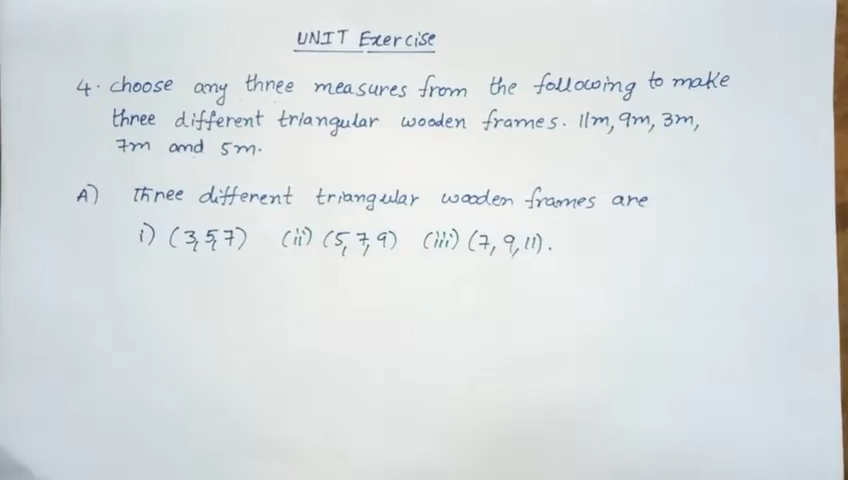 UNIT Exercise
4. choose any three measures from the following to make
three different triangular wooden frames. 11m, 9m, 3m,
7m and 5m.
A) Three different triangular wooden frames are
i) (3,5,7) (ii) (5,7,9) (iii) (7,9,11).